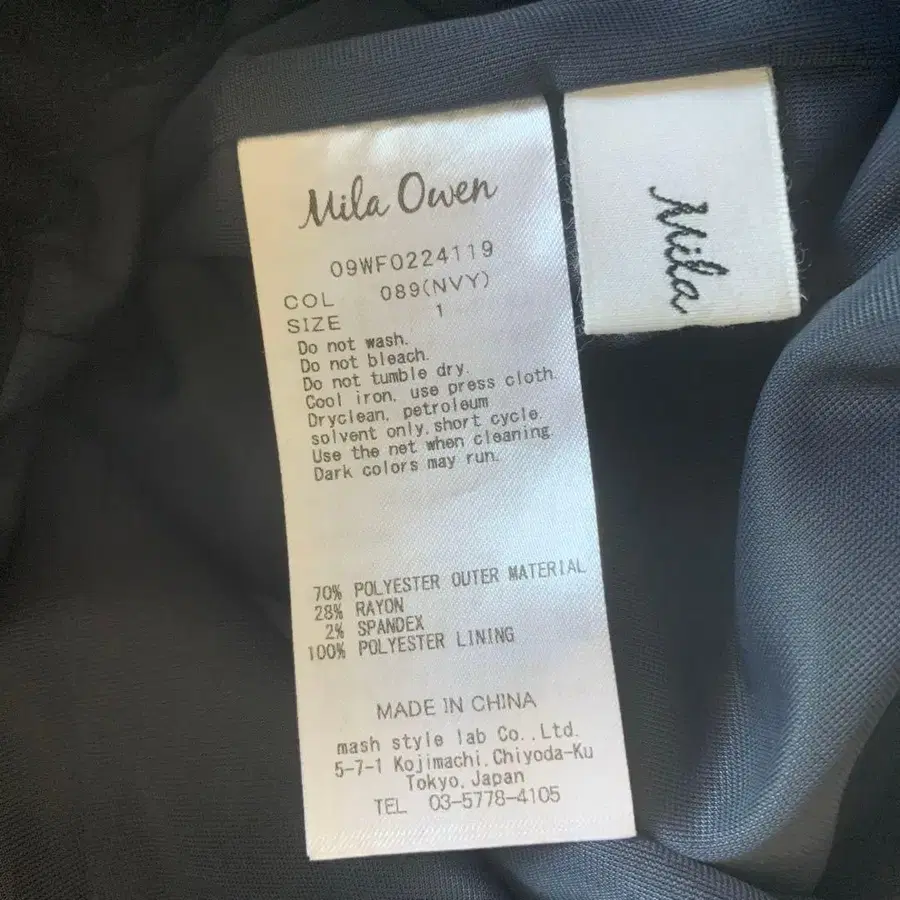 Mila Owen
09WF0224119
COL 089(NVY)
SIZE 1
Do not wash.
Do not bleach.
Do not tumble dry.
Cool iron, use press cloth.
Dryclean, petroleum
solvent only, short cycle.
Use the net when cleaning.
Dark colors may run.
70% POLYESTER OUTER MATERIAL
28% RAYON
2% SPANDEX
100% POLYESTER LINING
MADE IN CHINA
mash style lab Co.,Ltd.
5-7-1 Kojimachi,Chiyoda-Ku
Tokyo,Japan
TEL 03-5778-4105
Mila